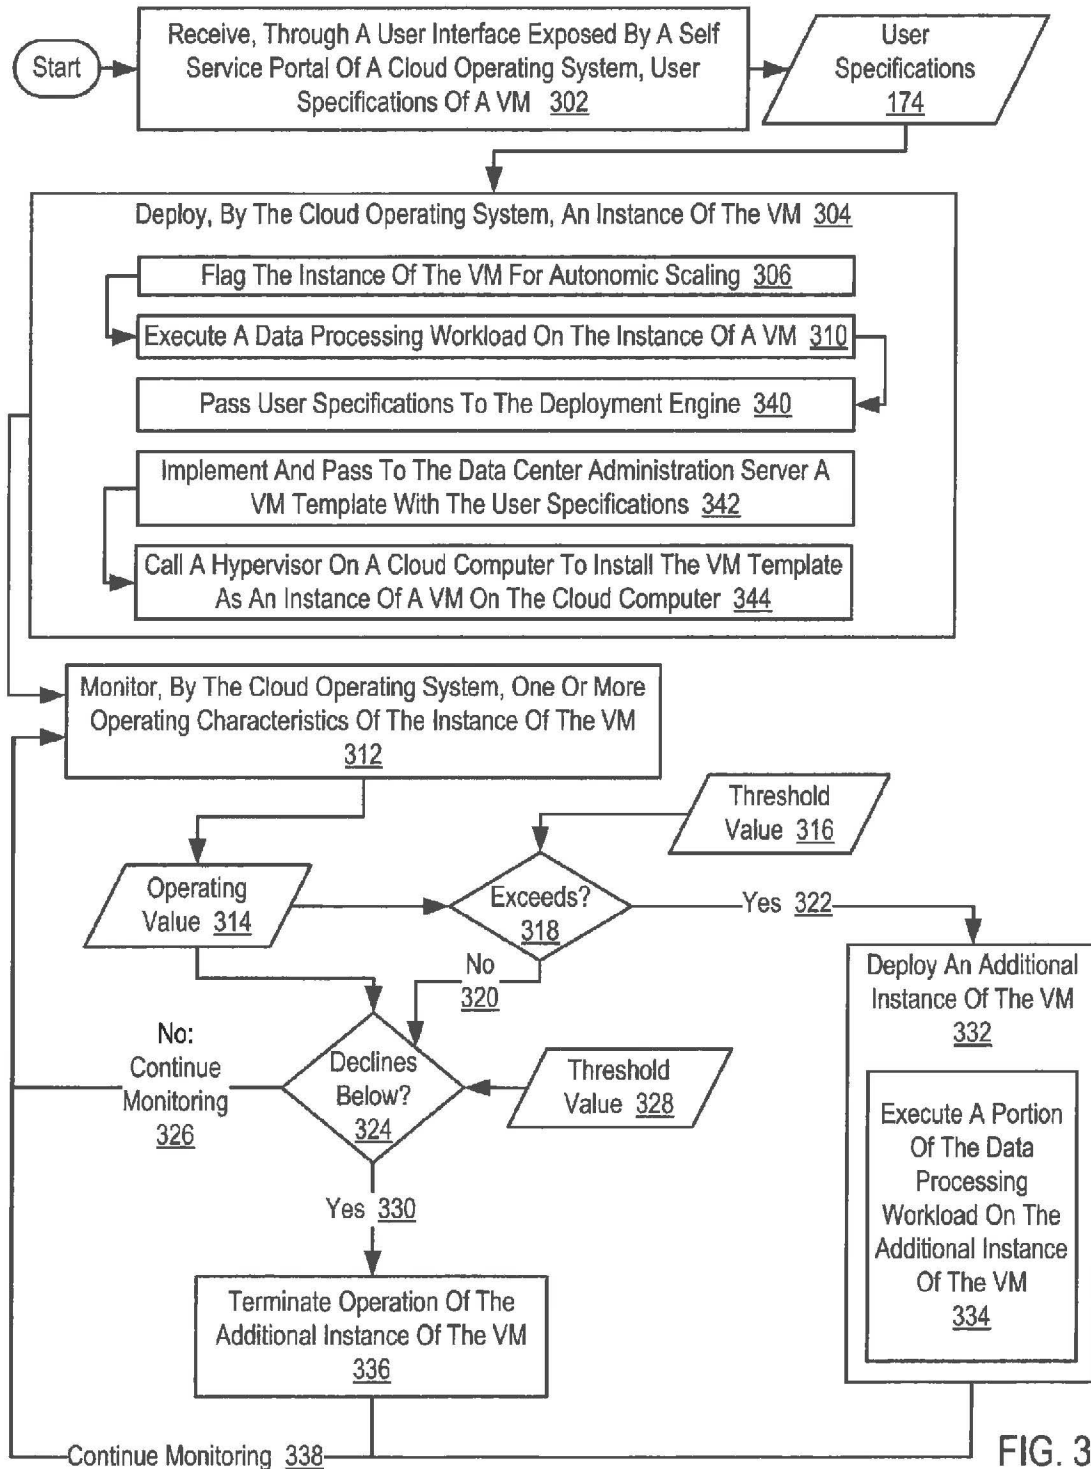 Start
Receive, Through A User Interface Exposed By A Self
Service Portal Of A Cloud Operating System, User
Specifications Of A VM 302
User
Specifications
174
Deploy, By The Cloud Operating System, An Instance Of The VM 304
Flag The Instance Of The VM For Autonomic Scaling 306
Execute A Data Processing Workload On The Instance Of A VM 310
Pass User Specifications To The Deployment Engine 340
Implement And Pass To The Data Center Administration Server A
VM Template With The User Specifications 342
Call A Hypervisor On A Cloud Computer To Install The VM Template
As An Instance Of A VM On The Cloud Computer 344
Monitor, By The Cloud Operating System, One Or More
Operating Characteristics Of The Instance Of The VM
312
Threshold
Value 316
Operating
Value 314
Exceeds?
318
Yes 322
No
320
Deploy An Additional
Instance Of The VM
332
No:
Continue
Monitoring
326
Declines
Below?
324
Threshold
Value 328
Execute A Portion
Of The Data
Processing
Workload On The
Additional Instance
Of The VM
334
Yes 330
Terminate Operation Of The
Additional Instance Of The VM
336
Continue Monitoring 338
FIG. 3